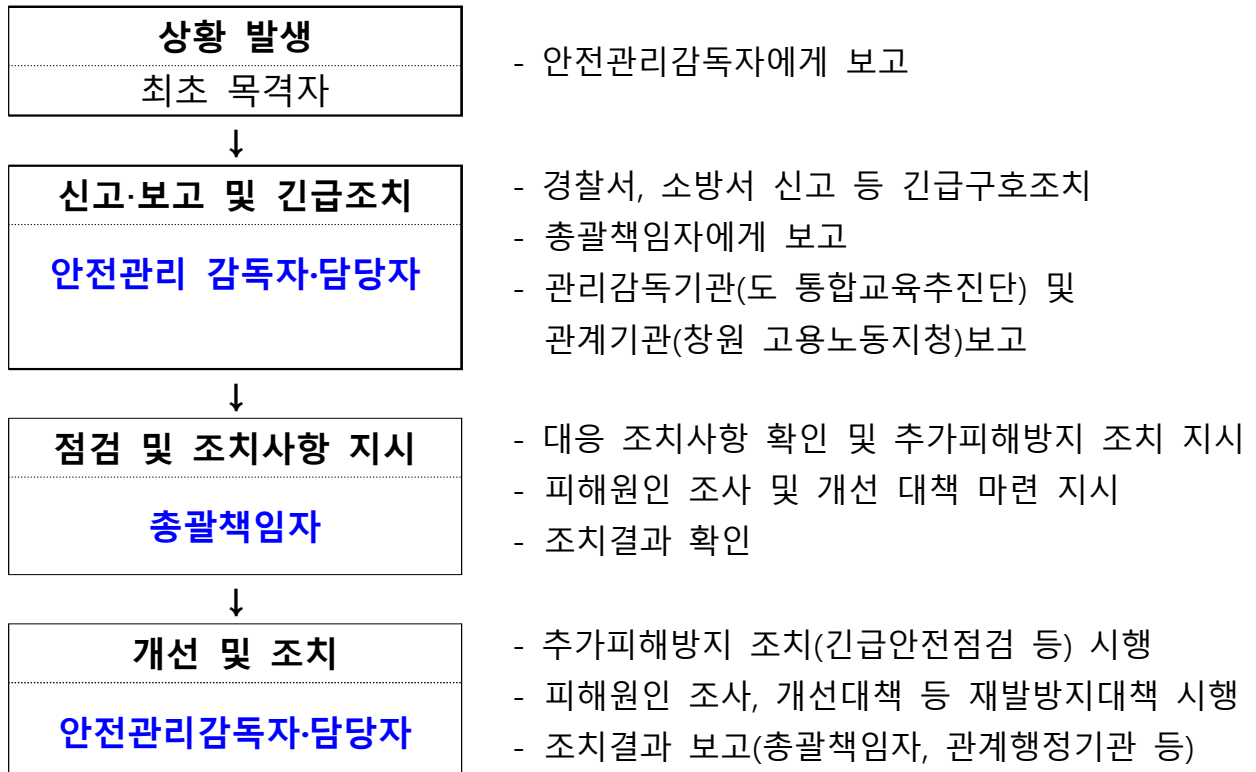 상황 발생
최초 목격자
- 안전관리감독자에게 보고
↓
신고·보고 및 긴급조치
안전관리 감독자·담당자
- 경찰서, 소방서 신고 등 긴급구호조치
- 총괄책임자에게 보고
- 관리감독기관(도 통합교육추진단) 및
관계기관(창원 고용노동지청)보고
↓
점검 및 조치사항 지시
총괄책임자
- 대응 조치사항 확인 및 추가피해방지 조치 지시
- 피해원인 조사 및 개선 대책 마련 지시
- 조치결과 확인
↓
개선 및 조치
안전관리감독자·담당자
- 추가피해방지 조치(긴급안전점검 등) 시행
- 피해원인 조사, 개선대책 등 재발방지대책 시행
- 조치결과 보고(총괄책임자, 관계행정기관 등)